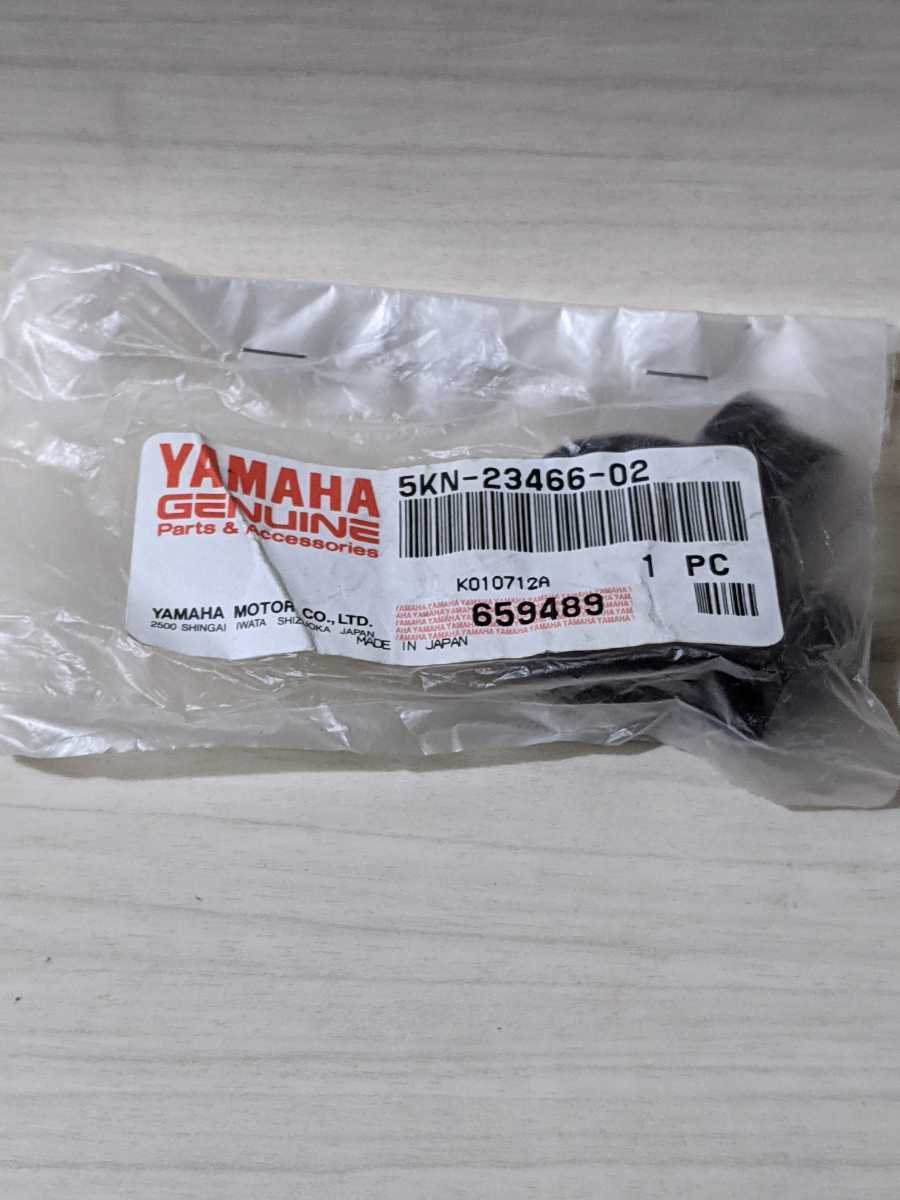 YAMAHA
GENUINE
Parts & Accessories
5KN-23466-02
1 PC
K010712A
659489
YAMAHA MOTOR CO., LTD.
2500 SHINGAI IWATA SHIZUOKA JAPAN
MADE IN JAPAN